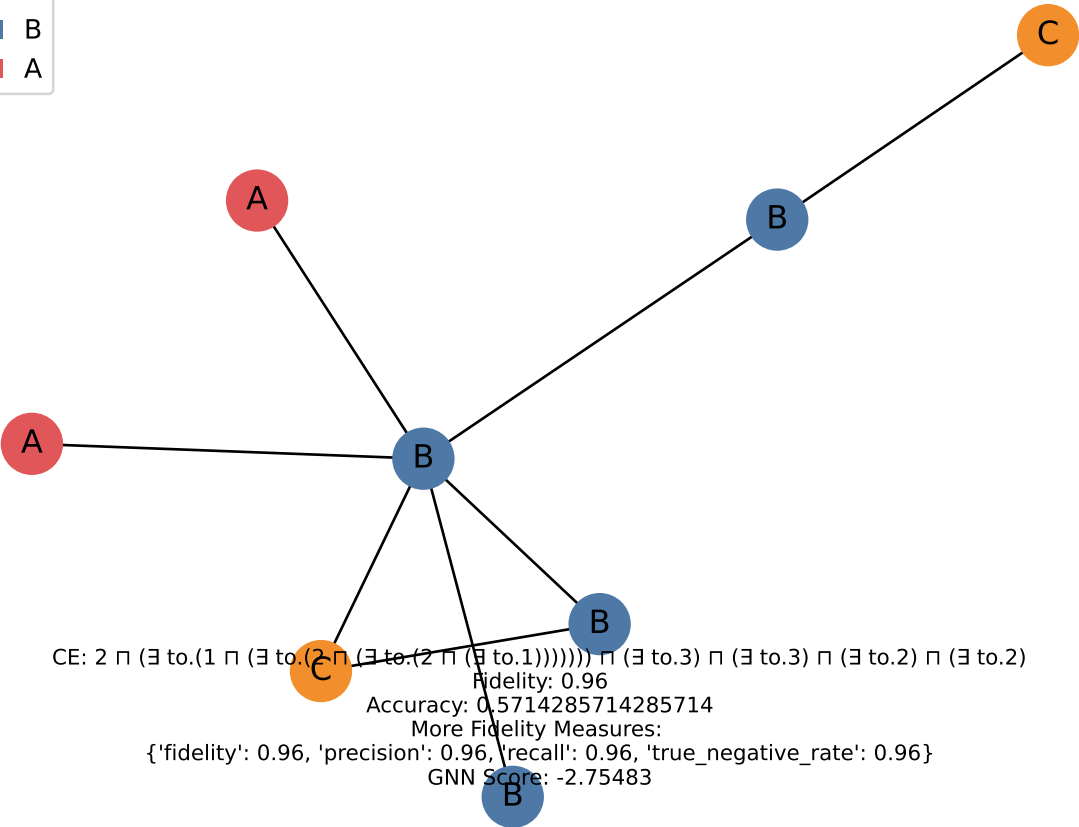 B
C
A
A
B
A
B
B
C
CE: 2 ⊓ (∃ to.(1 ⊓ (∃ to.(2 ⊓ (∃ to.(2 ⊓ (∃ to.1))))))) ⊓ (∃ to.3) ⊓ (∃ to.3) ⊓ (∃ to.2) ⊓ (∃ to.2)
Fidelity: 0.96
Accuracy: 0.5714285714285714
More Fidelity Measures:
{'fidelity': 0.96, 'precision': 0.96, 'recall': 0.96, 'true_negative_rate': 0.96}
GNN Score: -2.75483
B